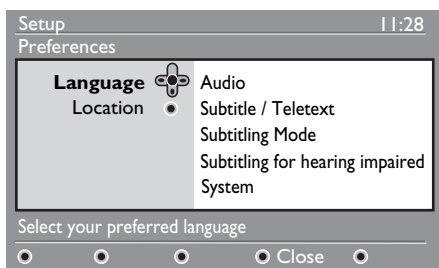 Setup 11:28
Preferences
Language Audio
Location Subtitle / Teletext
Subtitling Mode
Subtitling for hearing impaired
System
Select your preferred language
Close